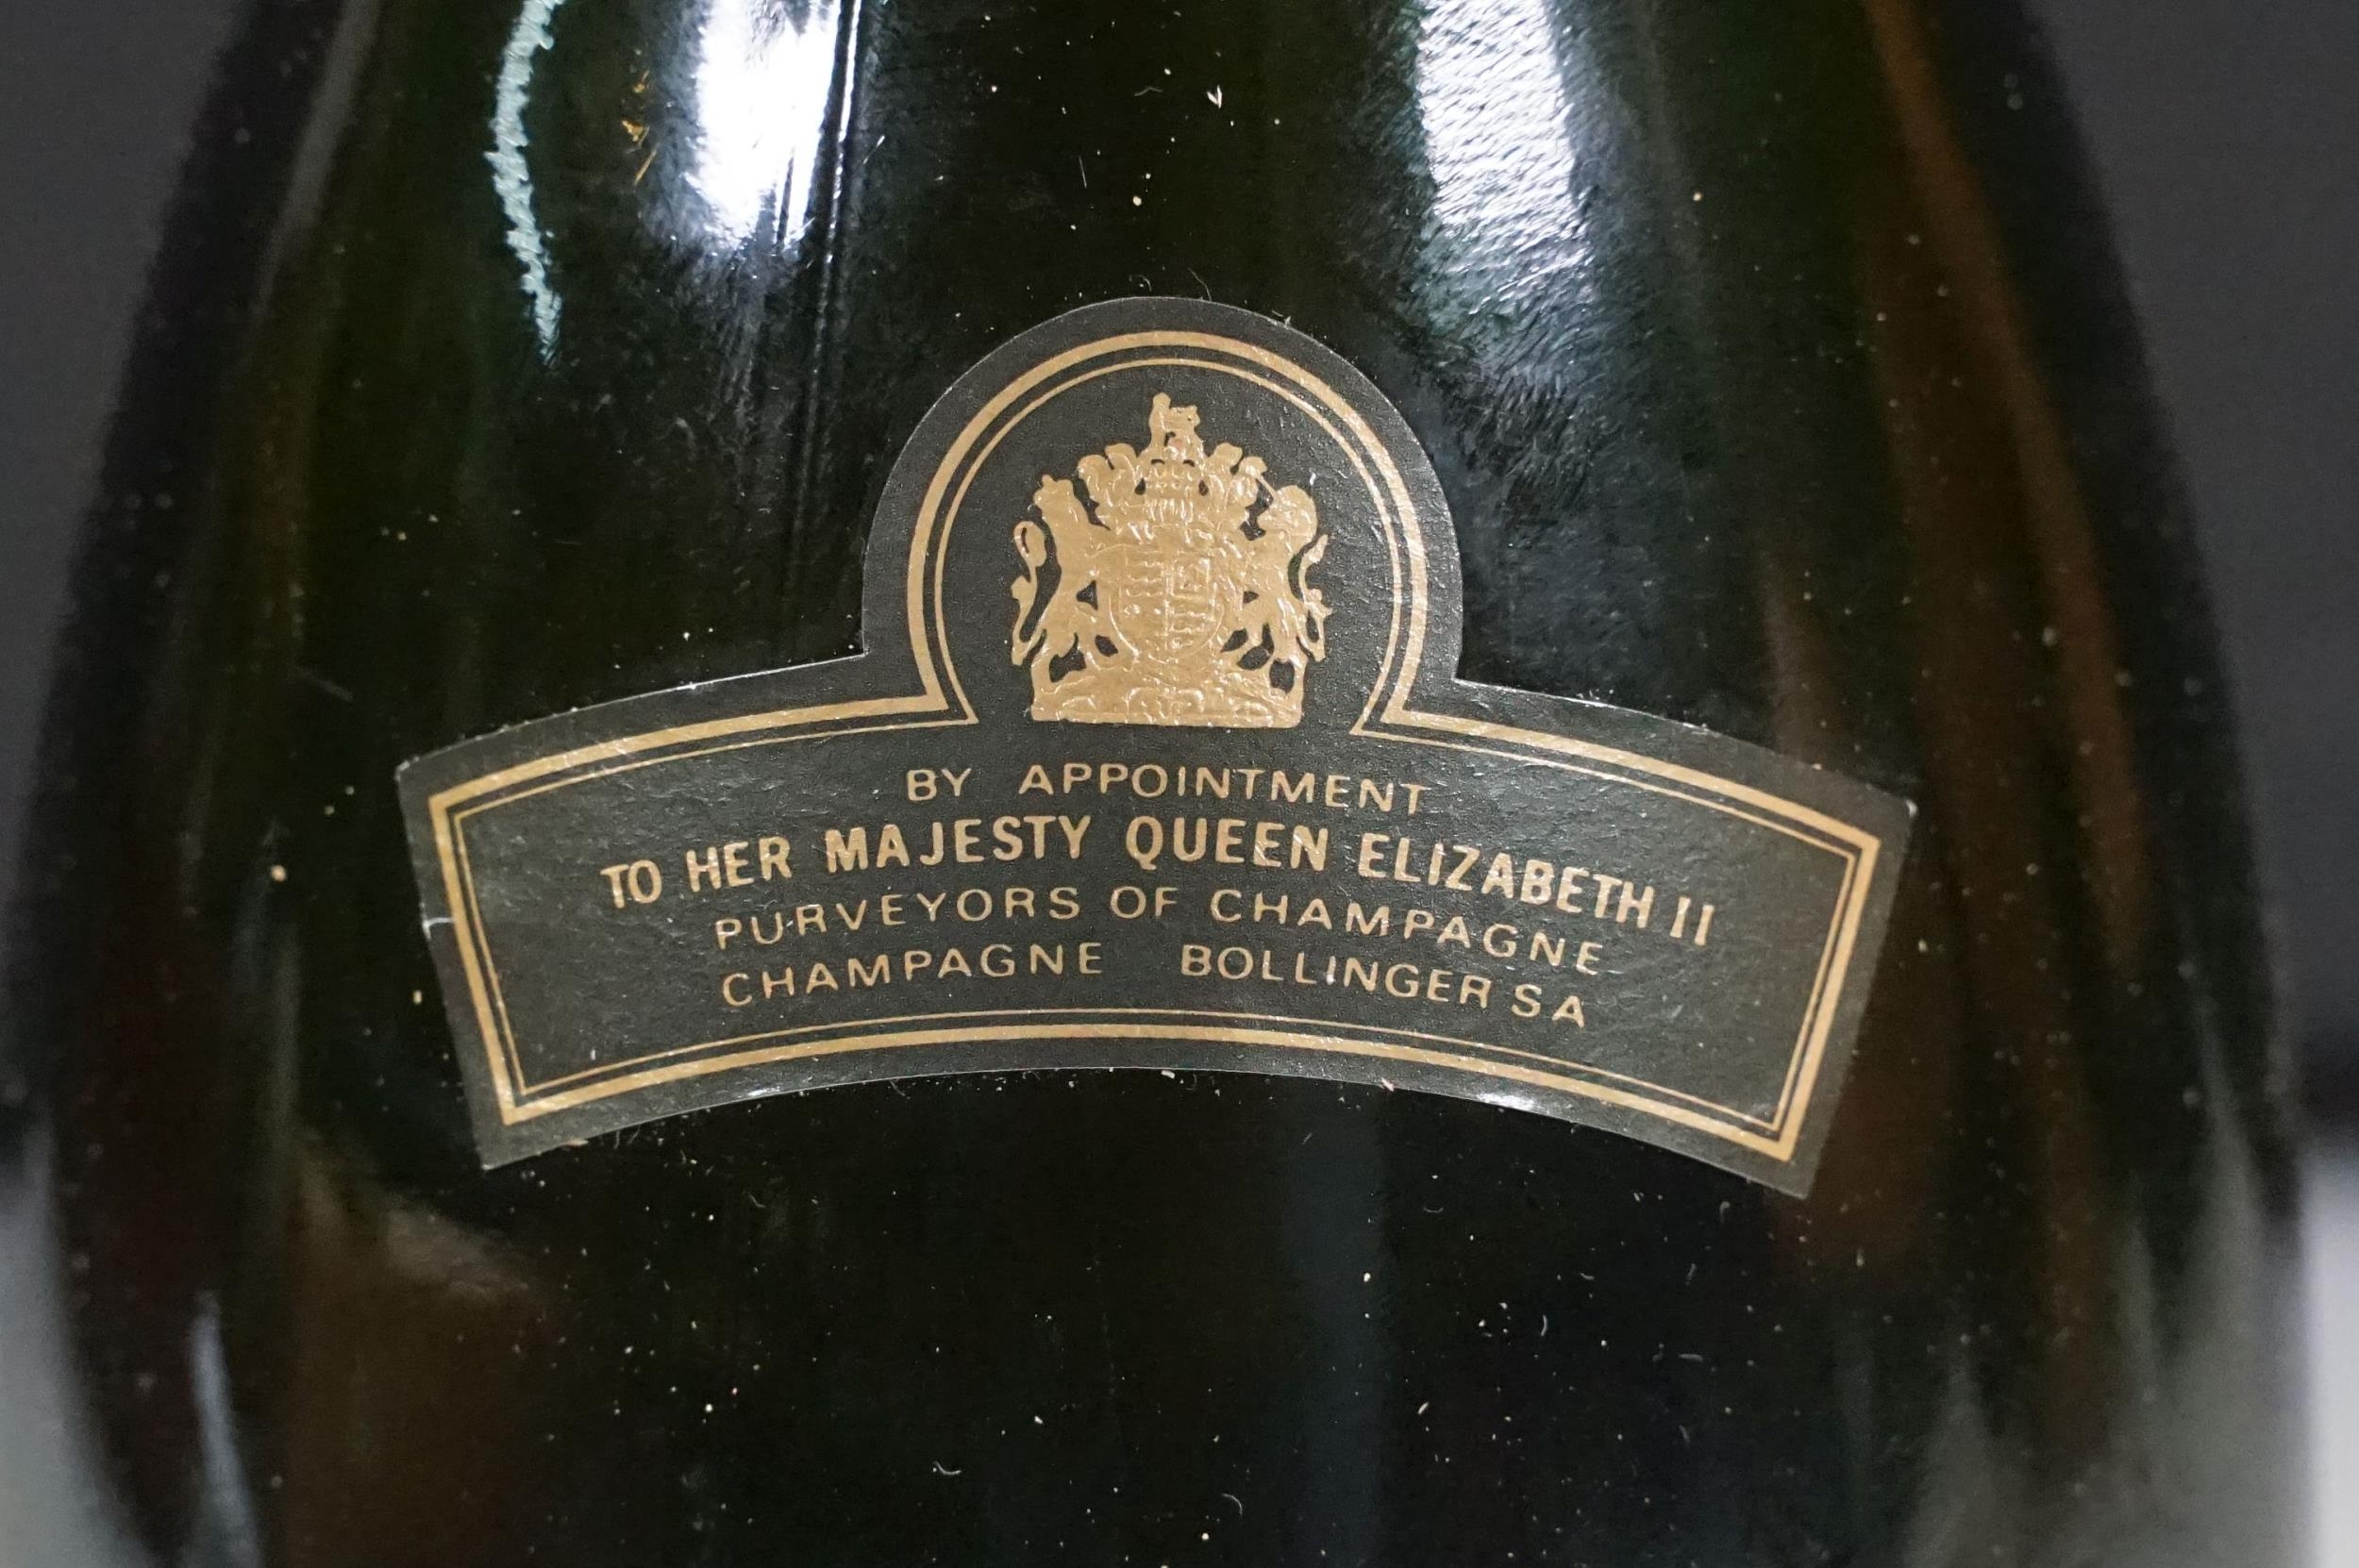 BY APPOINTMENT
TO HER MAJESTY QUEEN ELIZABETH II
PURVEYORS OF CHAMPAGNE
CHAMPAGNE BOLLINGER SA